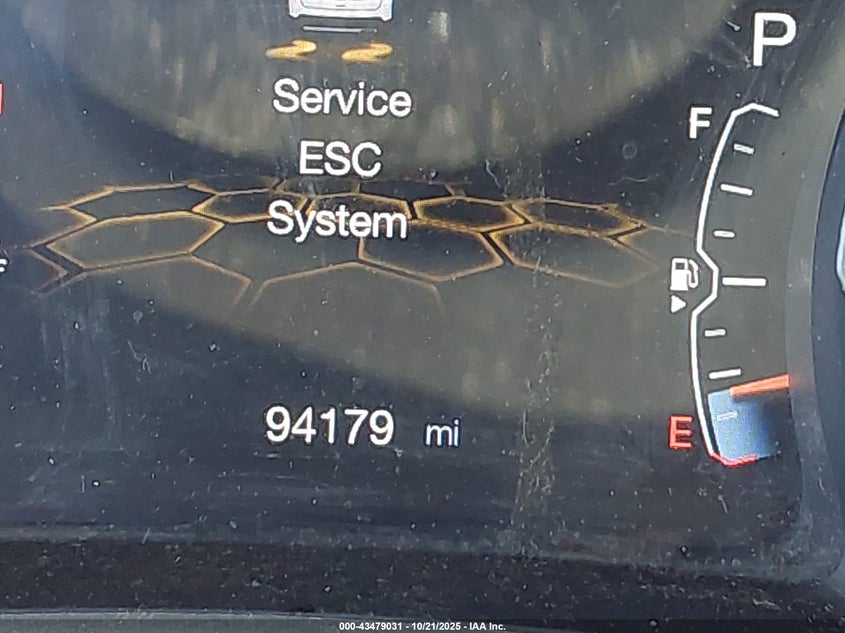 P
F
Service
ESC
System
E
94179 mi
000-43479031 - 10/21/2025 - IAA Inc.